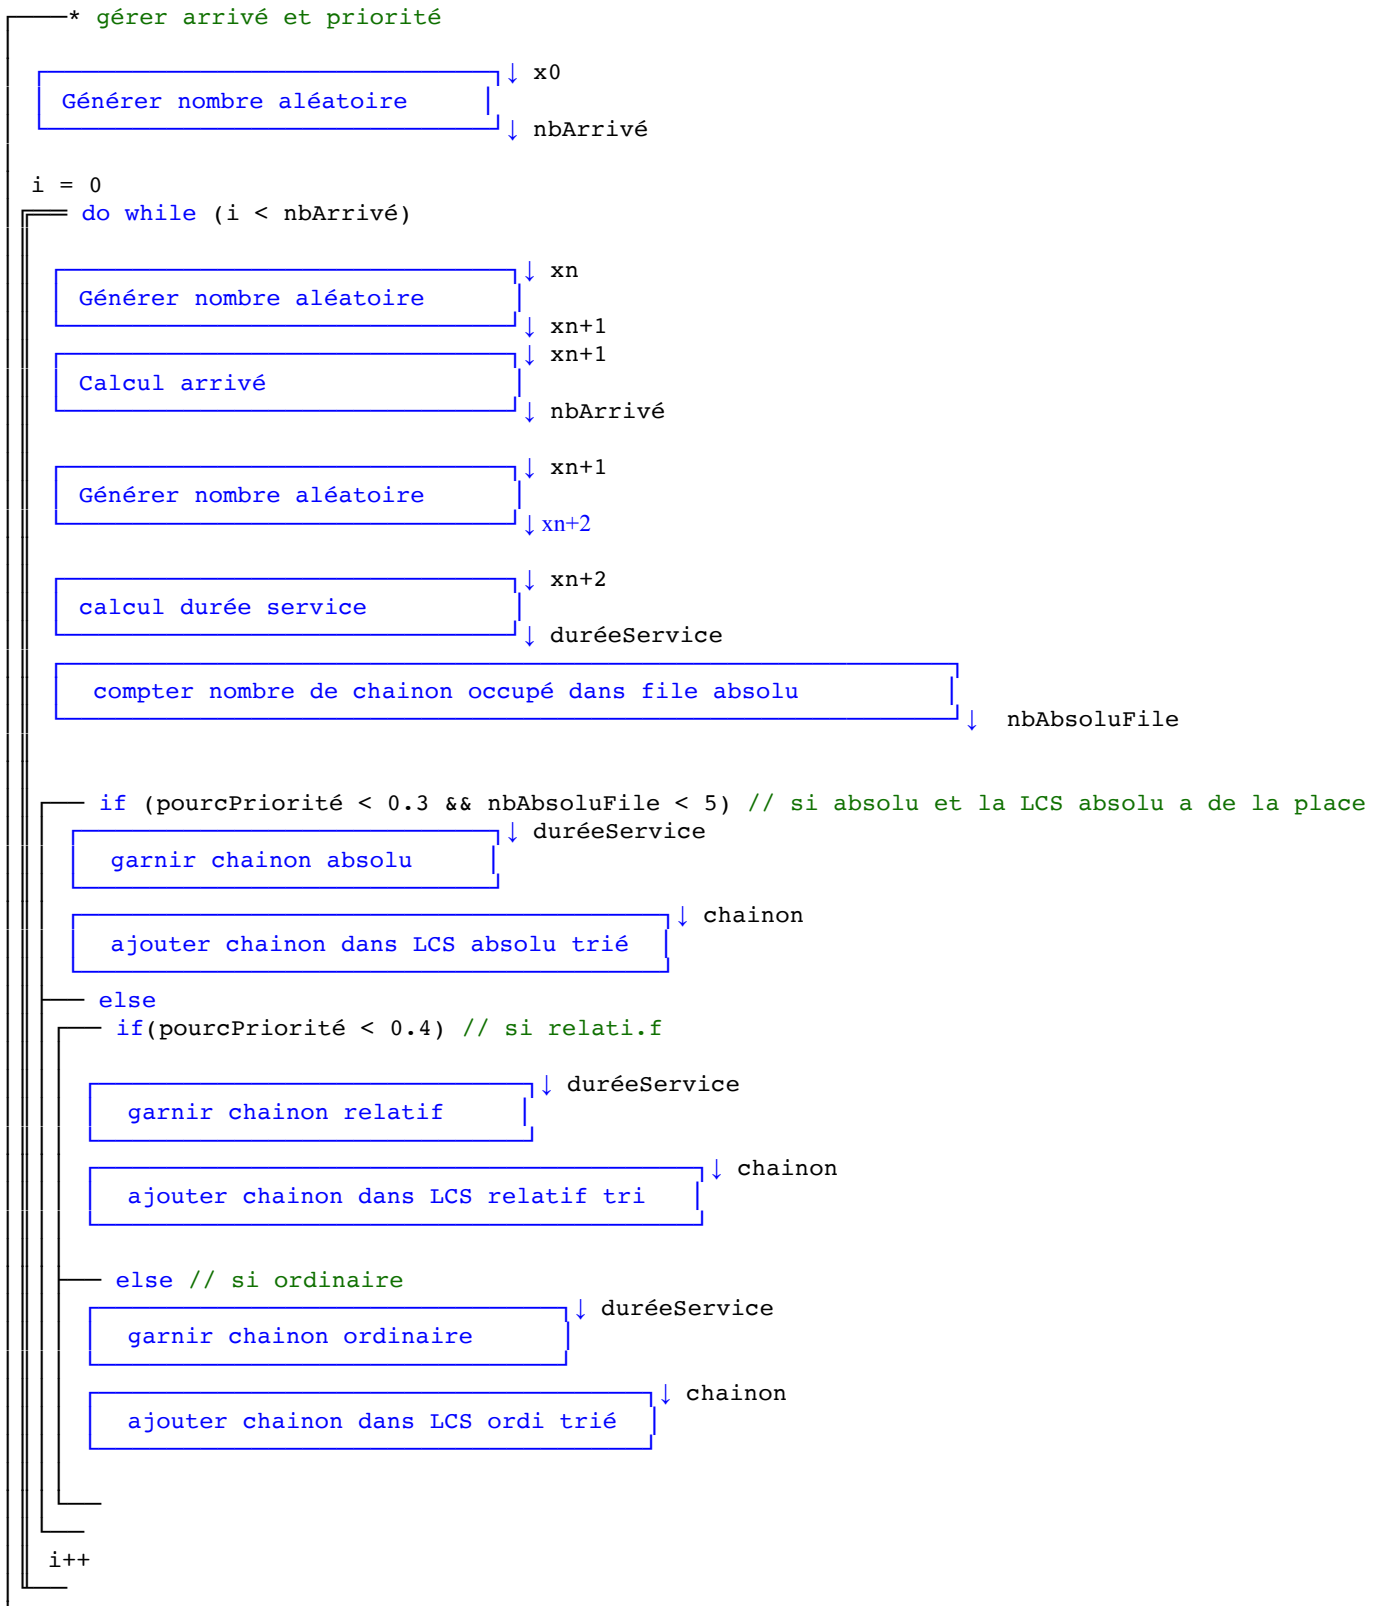 * gérer arrivé et priorité
↓ x0
Générer nombre aléatoire
↓ nbArrivé
i = 0
do while (i < nbArrivé)
↓ xn
Générer nombre aléatoire
↓ xn+1
↓ xn+1
Calcul arrivé
↓ nbArrivé
↓ xn+1
Générer nombre aléatoire
↓ xn+2
↓ xn+2
calcul durée service
↓ duréeService
compter nombre de chainon occupé dans file absolu
↓ nbAbsoluFile
if (pourcPriorité < 0.3 && nbAbsoluFile < 5) // si absolu et la LCS absolu a de la place
↓ duréeService
garnir chainon absolu
↓ chainon
ajouter chainon dans LCS absolu trié
else
if(pourcPriorité < 0.4) // si relati.f
↓ duréeService
garnir chainon relatif
↓ chainon
ajouter chainon dans LCS relatif tri
else // si ordinaire
↓ duréeService
garnir chainon ordinaire
↓ chainon
ajouter chainon dans LCS ordi trié
i++